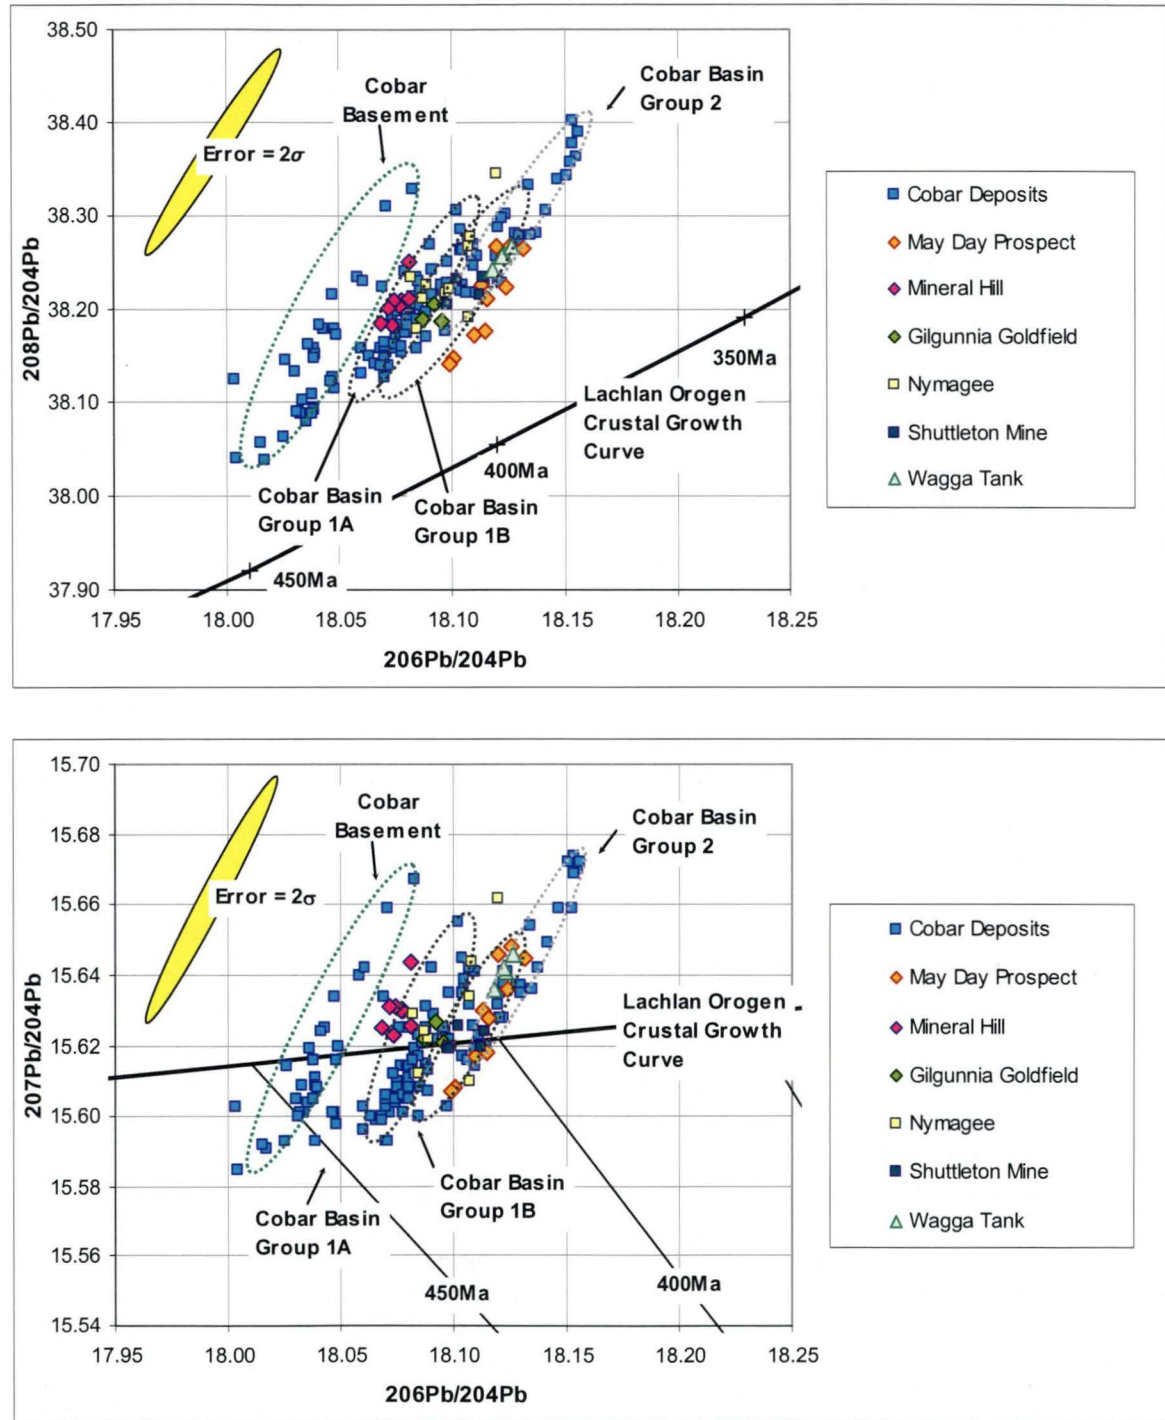 38.50
38.40
38.30
38.20
38.10
38.00
37.90
208Pb/204Pb
Error = 2σ
Cobar
Basement
Cobar Basin
Group 2
350Ma
Lachlan Orogen
Crustal Growth
Curve
400Ma
Cobar Basin
Group 1A
Cobar Basin
Group 1B
450Ma
17.95 18.00 18.05 18.10 18.15 18.20 18.25
206Pb/204Pb
Cobar Deposits
May Day Prospect
Mineral Hill
Gilgunnia Goldfield
Nymagee
Shuttleton Mine
Wagga Tank
15.70
15.68
15.66
15.64
15.62
15.60
15.58
15.56
15.54
207Pb/204Pb
Error = 2σ
Cobar
Basement
Cobar Basin
Group 2
Lachlan Orogen
Crustal Growth
Curve
Cobar Basin
Group 1B
Cobar Basin
Group 1A
450Ma
400Ma
17.95 18.00 18.05 18.10 18.15 18.20 18.25
206Pb/204Pb
Cobar Deposits
May Day Prospect
Mineral Hill
Gilgunnia Goldfield
Nymagee
Shuttleton Mine
Wagga Tank